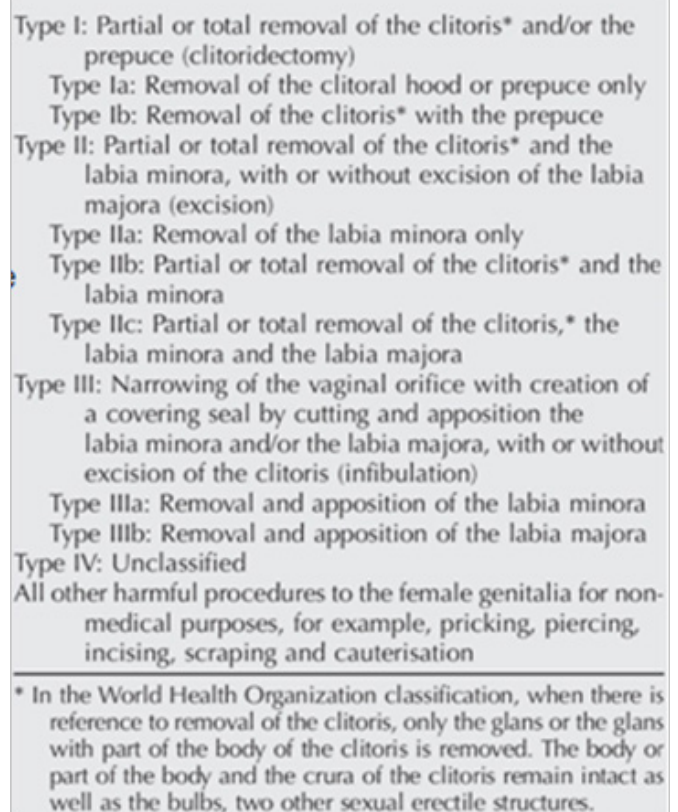 Type I: Partial or total removal of the clitoris* and/or the
prepuce (clitoridectomy)
Type Ia: Removal of the clitoral hood or prepuce only
Type Ib: Removal of the clitoris* with the prepuce
Type II: Partial or total removal of the clitoris* and the
labia minora, with or without excision of the labia
majora (excision)
Type IIa: Removal of the labia minora only
Type IIb: Partial or total removal of the clitoris* and the
labia minora
Type IIc: Partial or total removal of the clitoris,* the
labia minora and the labia majora
Type III: Narrowing of the vaginal orifice with creation of
a covering seal by cutting and apposition the
labia minora and/or the labia majora, with or without
excision of the clitoris (infibulation)
Type IIIa: Removal and apposition of the labia minora
Type IIIb: Removal and apposition of the labia majora
Type IV: Unclassified
All other harmful procedures to the female genitalia for non-
medical purposes, for example, pricking, piercing,
incising, scraping and cauterisation
* In the World Health Organization classification, when there is
reference to removal of the clitoris, only the glans or the glans
with part of the body of the clitoris is removed. The body or
part of the body and the crura of the clitoris remain intact as
well as the bulbs, two other sexual erectile structures.